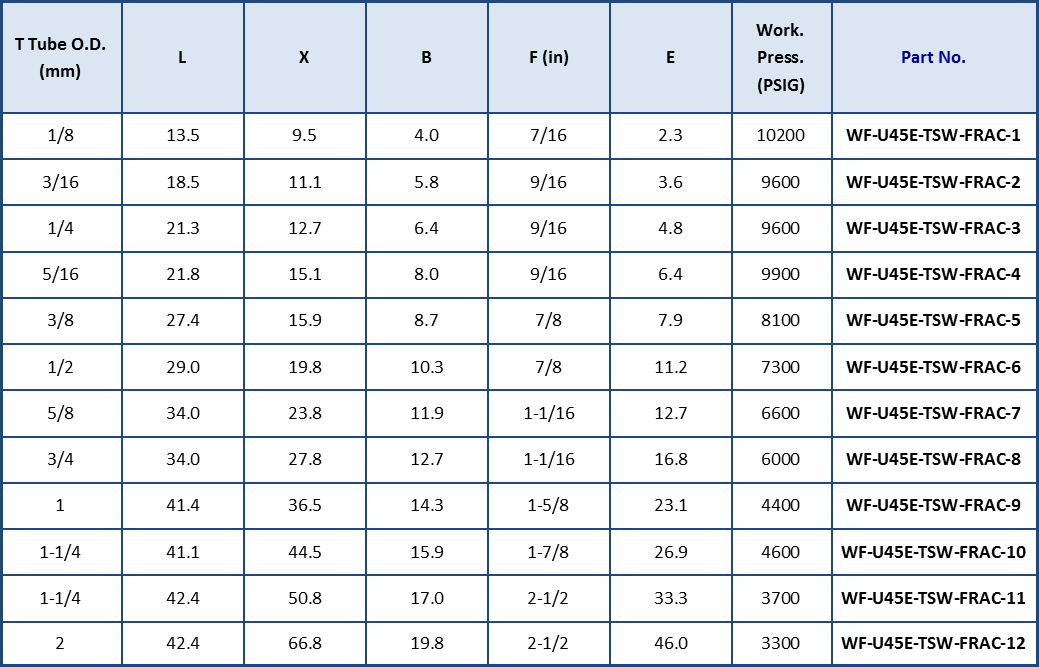 T Tube O.D. (mm) L X B F (in) E Work. Press. (PSIG) Part No.
1/8 13.5 9.5 4.0 7/16 2.3 10200 WF-U45E-TSW-FRAC-1
3/16 18.5 11.1 5.8 9/16 3.6 9600 WF-U45E-TSW-FRAC-2
1/4 21.3 12.7 6.4 9/16 4.8 9600 WF-U45E-TSW-FRAC-3
5/16 21.8 15.1 8.0 9/16 6.4 9900 WF-U45E-TSW-FRAC-4
3/8 27.4 15.9 8.7 7/8 7.9 8100 WF-U45E-TSW-FRAC-5
1/2 29.0 19.8 10.3 7/8 11.2 7300 WF-U45E-TSW-FRAC-6
5/8 34.0 23.8 11.9 1-1/16 12.7 6600 WF-U45E-TSW-FRAC-7
3/4 34.0 27.8 12.7 1-1/16 16.8 6000 WF-U45E-TSW-FRAC-8
1 41.4 36.5 14.3 1-5/8 23.1 4400 WF-U45E-TSW-FRAC-9
1-1/4 41.1 44.5 15.9 1-7/8 26.9 4600 WF-U45E-TSW-FRAC-10
1-1/4 42.4 50.8 17.0 2-1/2 33.3 3700 WF-U45E-TSW-FRAC-11
2 42.4 66.8 19.8 2-1/2 46.0 3300 WF-U45E-TSW-FRAC-12